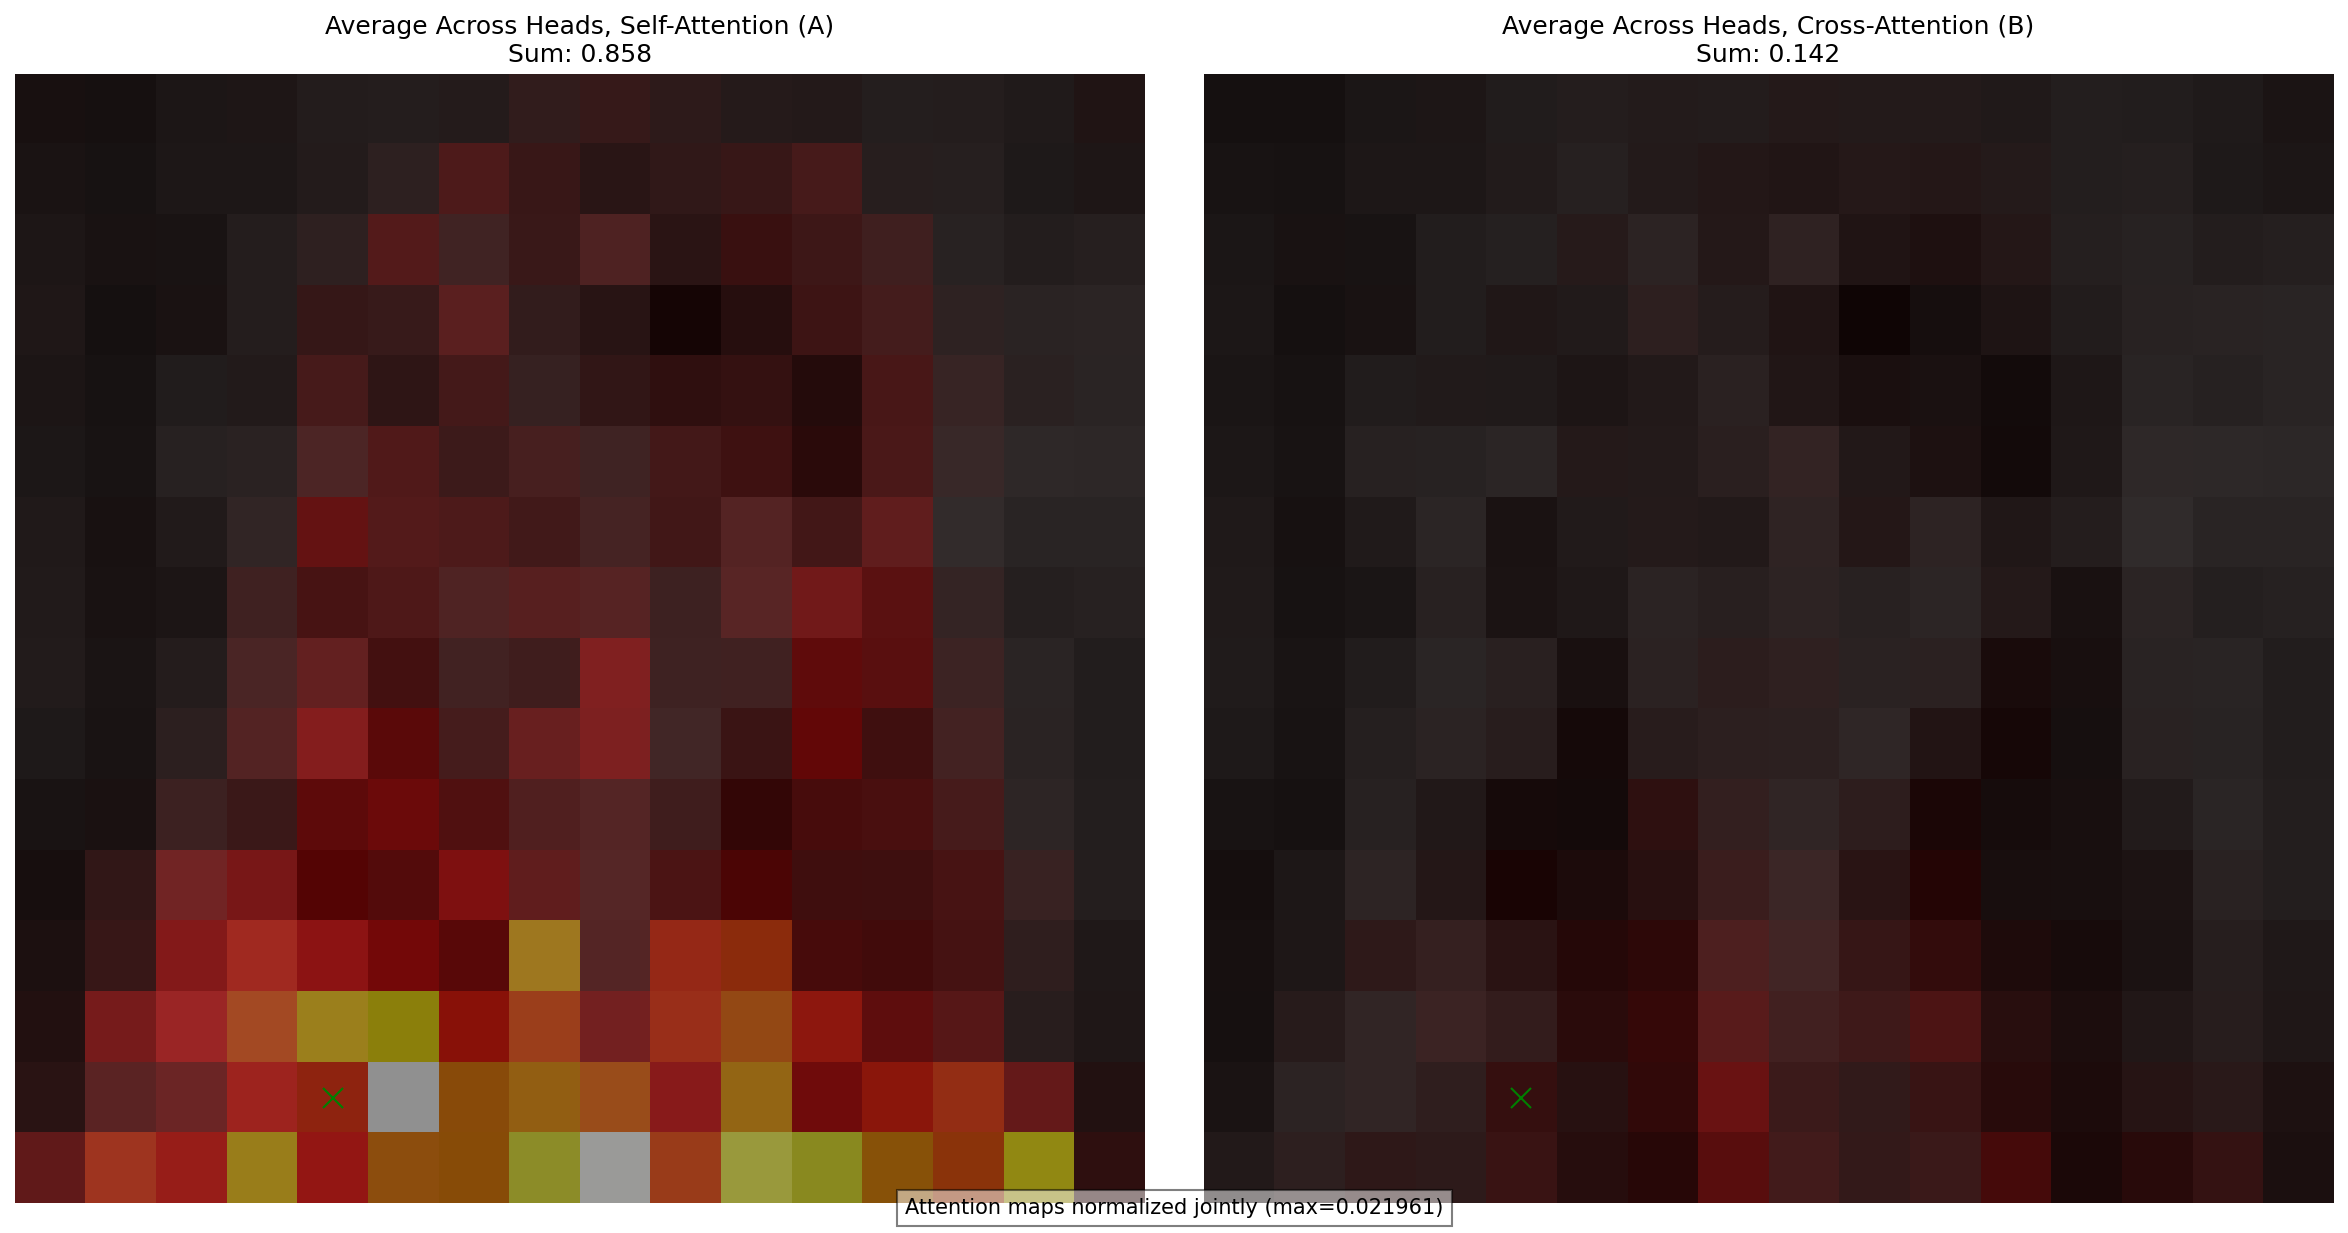 Average Across Heads, Self-Attention (A)
Sum: 0.858
Average Across Heads, Cross-Attention (B)
Sum: 0.142
Attention maps normalized jointly (max=0.021961)